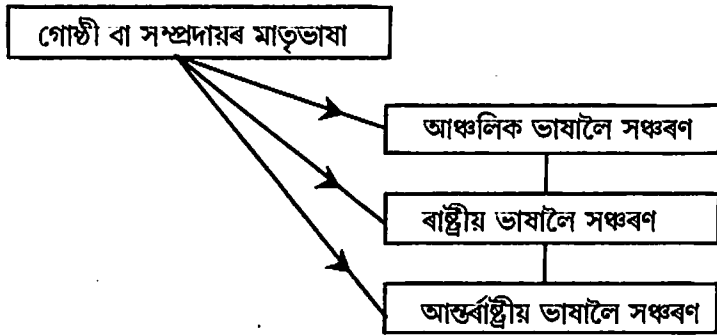 গোষ্ঠী বা সম্প্ৰদায়ৰ মাতৃভাষা
আঞ্চলিক ভাষালৈ সঞ্চৰণ
ৰাষ্ট্ৰীয় ভাষালৈ সঞ্চৰণ
আন্তৰ্ৰাষ্ট্ৰীয় ভাষালৈ সঞ্চৰণ